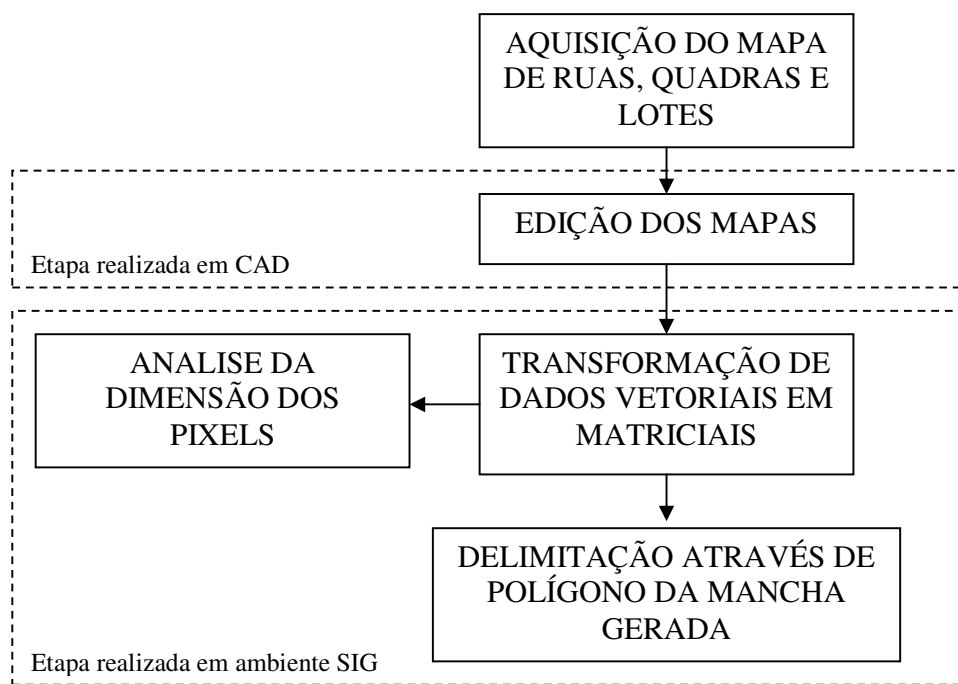 AQUISIÇÃO DO MAPA
DE RUAS, QUADRAS E
LOTES
EDIÇÃO DOS MAPAS
Etapa realizada em CAD
ANALISE DA
DIMENSÃO DOS
PIXELS
TRANSFORMAÇÃO DE
DADOS VETORIAIS EM
MATRICIAIS
DELIMITAÇÃO ATRAVÉS DE
POLÍGONO DA MANCHA
GERADA
Etapa realizada em ambiente SIG